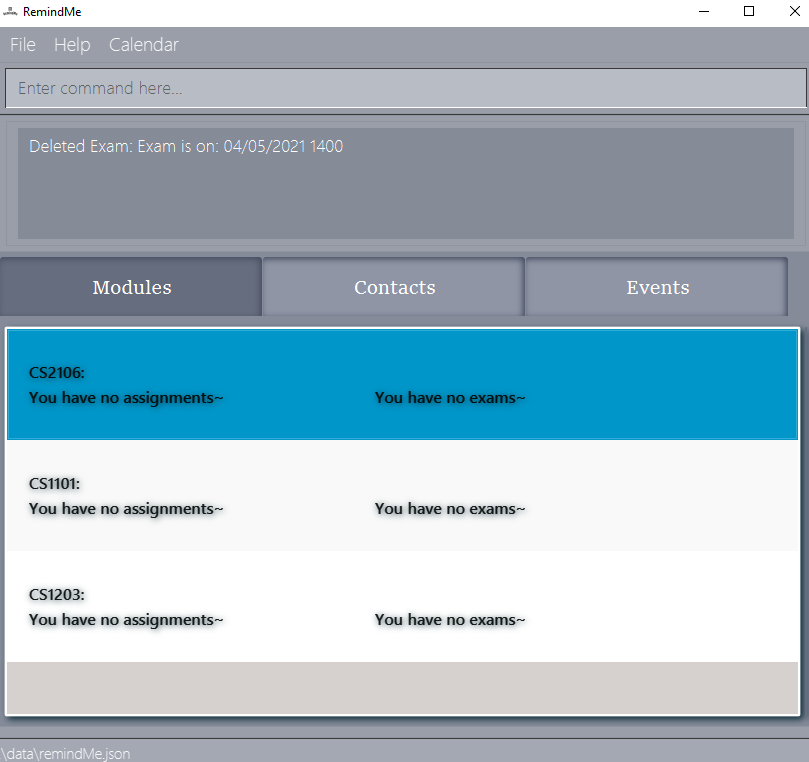 RemindMe
File Help Calendar
Enter command here...
Deleted Exam: Exam is on: 04/05/2021 1400
Modules Contacts Events
CS2106:
You have no assignments~ You have no exams~
CS1101:
You have no assignments~ You have no exams~
CS1203:
You have no assignments~ You have no exams~
.\data\remindMe.json